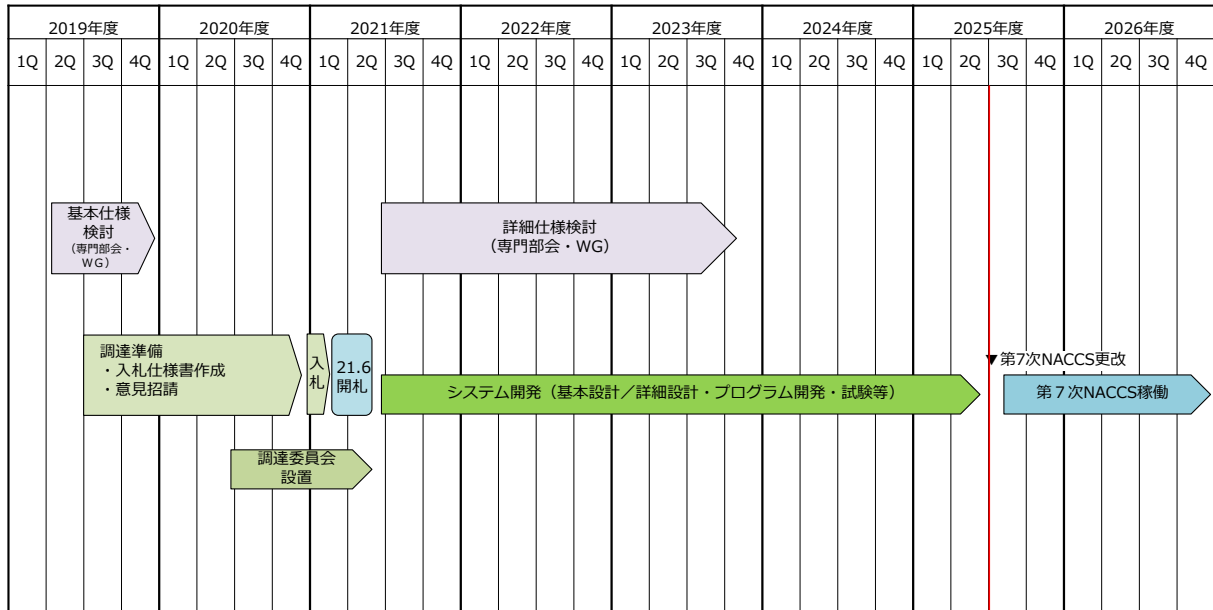 2019年度 2020年度 2021年度 2022年度 2023年度 2024年度 2025年度 2026年度
1Q 2Q 3Q 4Q 1Q 2Q 3Q 4Q 1Q 2Q 3Q 4Q 1Q 2Q 3Q 4Q 1Q 2Q 3Q 4Q 1Q 2Q 3Q 4Q 1Q 2Q 3Q 4Q 1Q 2Q 3Q 4Q
基本仕様
検討
（専門部会・
ＷＧ）
詳細仕様検討
（専門部会・WG）
調達準備
・入札仕様書作成
・意見招請
入
札
21.6
開札
▼第7次NACCS更改
システム開発（基本設計／詳細設計・プログラム開発・試験等）
第７次NACCS稼働
調達委員会
設置